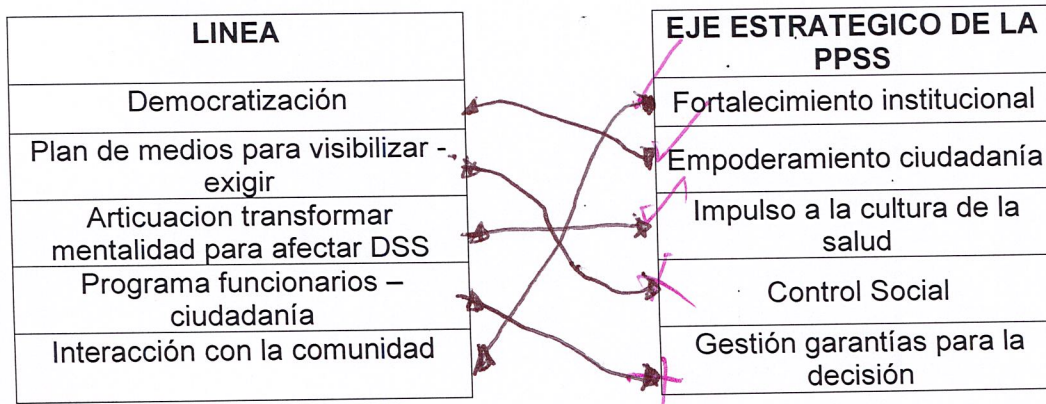 LINEA
Democratización
Plan de medios para visibilizar -
exigir
Articuacion transformar
mentalidad para afectar DSS
Programa funcionarios –
ciudadanía
Interacción con la comunidad
EJE ESTRATEGICO DE LA
PPSS
Fortalecimiento institucional
Empoderamiento ciudadanía
Impulso a la cultura de la
salud
Control Social
Gestión garantías para la
decisión